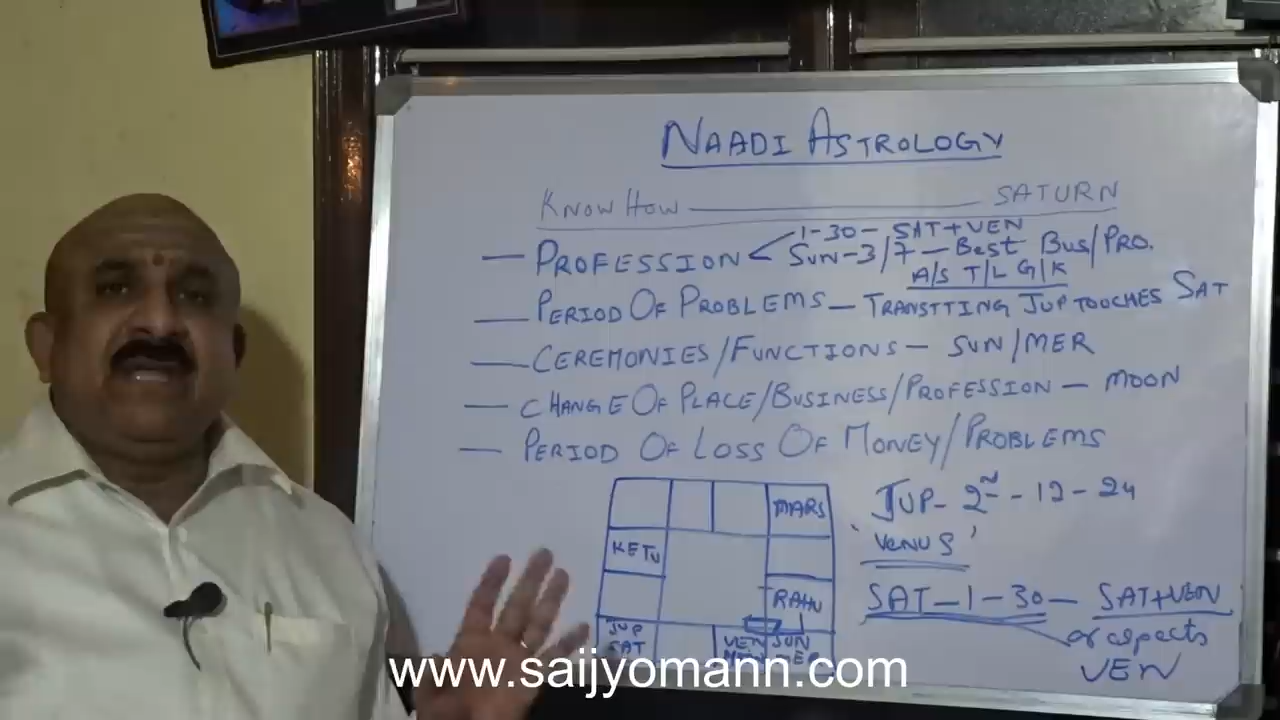 NAADI ASTROLOGY
KNOW HOW ———————— SATURN
— PROFESSION < 1-30 - SAT+VEN
SUN-3/7 - Best Bus/PRO.
A/S T/L G/K
— PERIOD OF PROBLEMS - TRANSTTING JUP TOUCHES SAT
— CEREMONIES/FUNCTIONS - SUN/MER
— CHANGE OF PLACE/BUSINESS/PROFESSION - MOON
— PERIOD OF LOSS OF MONEY/PROBLEMS
MARS
KETU
RAHU
JUP
SAT
VEN
SUN
JUP - 2nd - 12 - 24
'VENUS'
SAT - 1 - 30 - SAT+VEN
or aspects
VEN
www.saijyomann.com